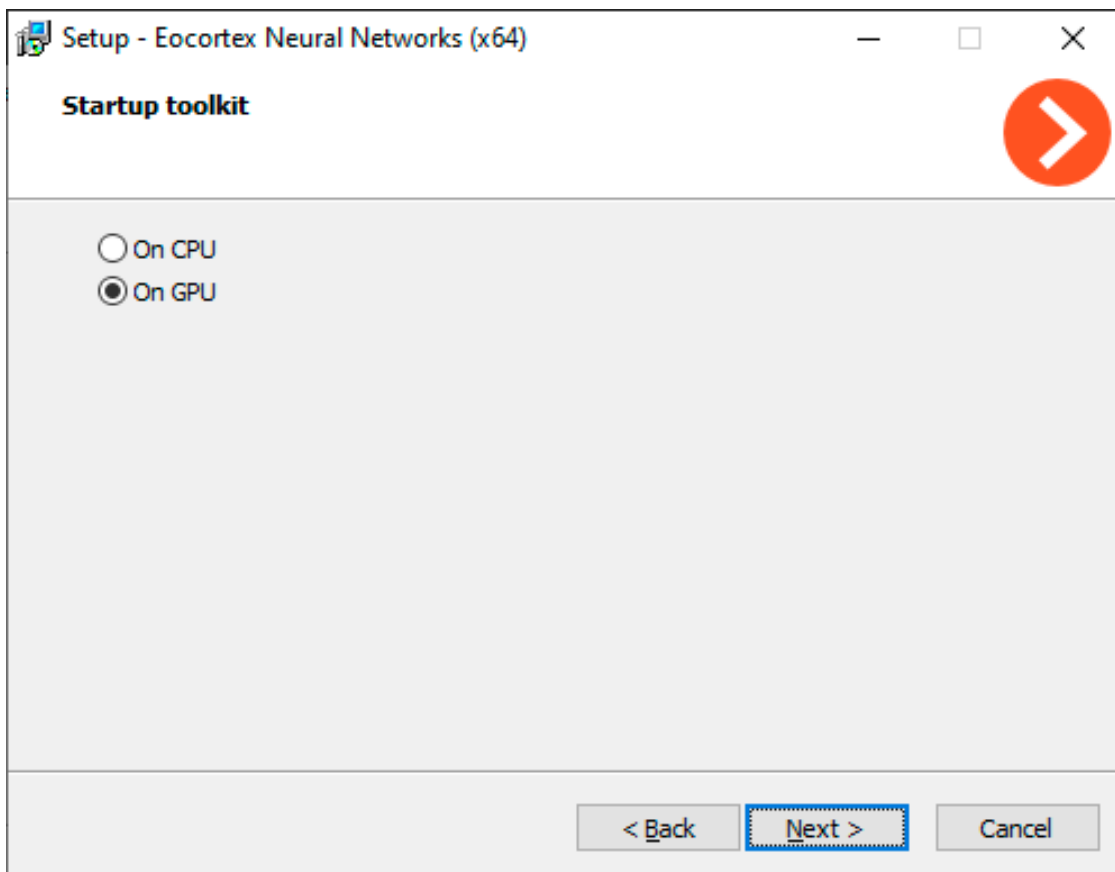 Setup - Eocortex Neural Networks (x64)
Startup toolkit
On CPU
On GPU
< Back Next > Cancel